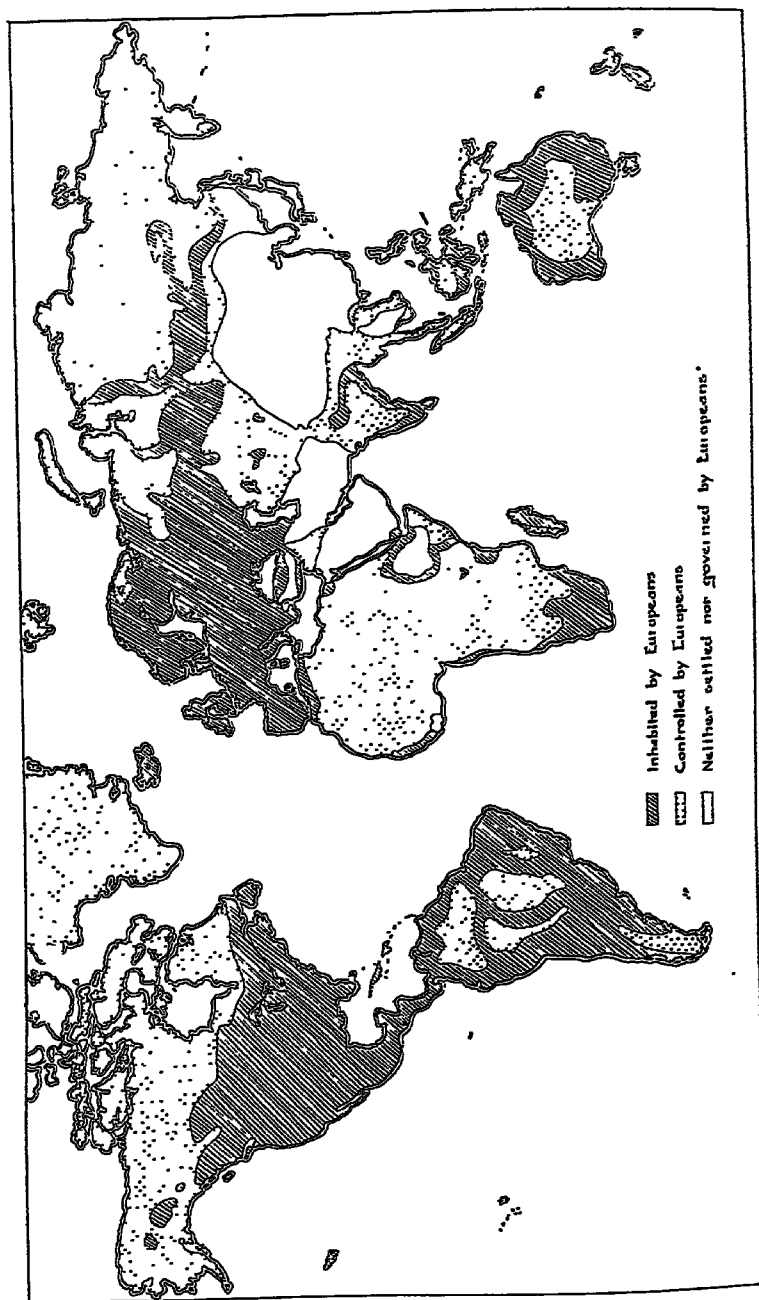 Inhabited by Europeans
Controlled by Europeans
Neither settled nor governed by Europeans*